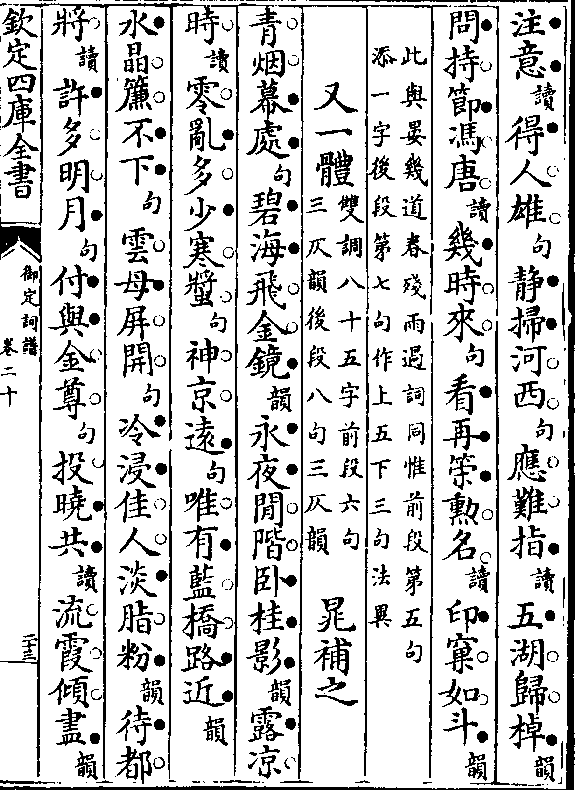 注意讀得人雄句静掃河西句應難指讀五湖歸棹韻
問持節馮唐讀幾時來句看再䇿勲名讀印窠如斗韻
此與晏幾道春殘雨過詞同惟前段第五句
添一字後段第七句作上五下三句法異
又一體雙調八十五字前段六句
三仄韻後段八句三仄韻
晁補之
青烟幕處句碧海飛金鏡韻永夜閒階卧桂影韻露凉
時讀零亂多少寒螿句神京遠句唯有藍橋路近韻
水晶簾不下句雲母屏開句冷浸佳人淡脂粉韻待都
將讀許多明月句付與金尊句投曉共讀流霞傾盡韻
欽定四庫全書
御定詞譜
卷二十
二三